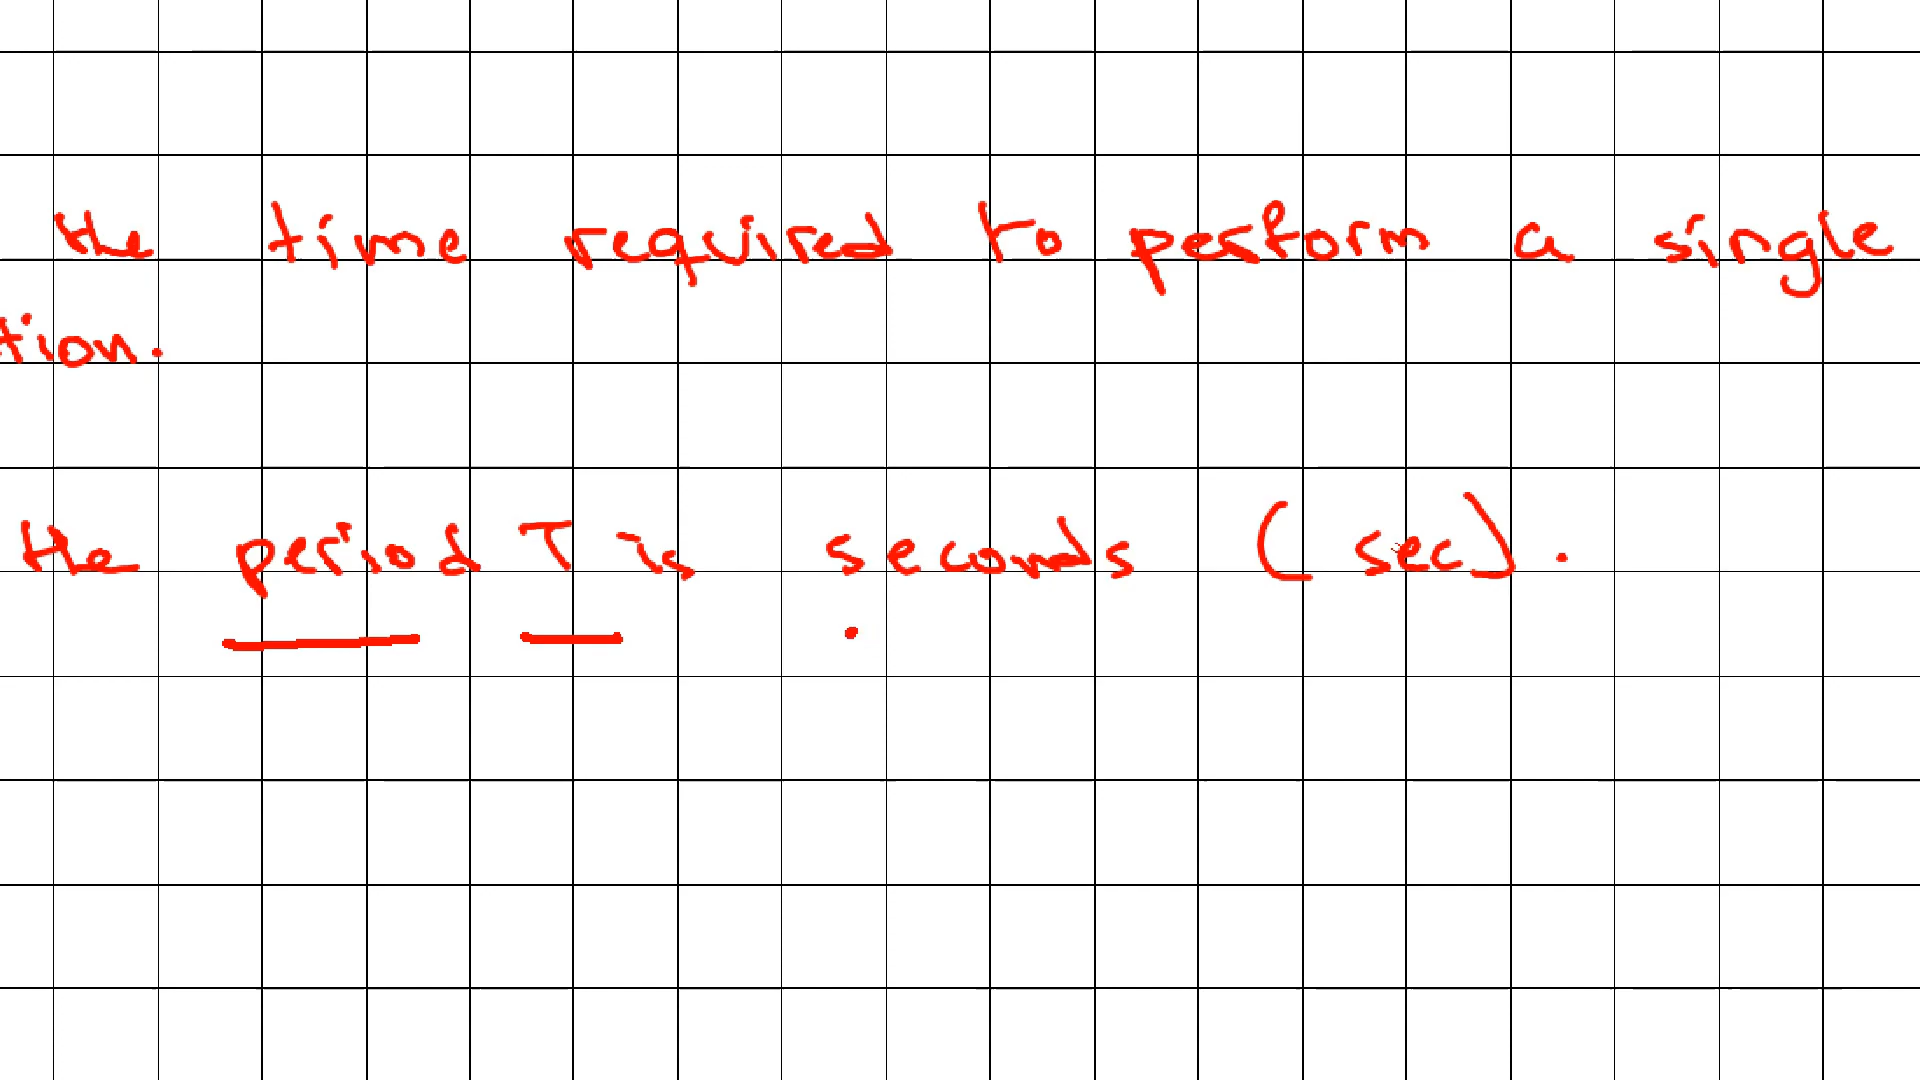 the time required to perform a single
tion.
the period T is seconds (sec).